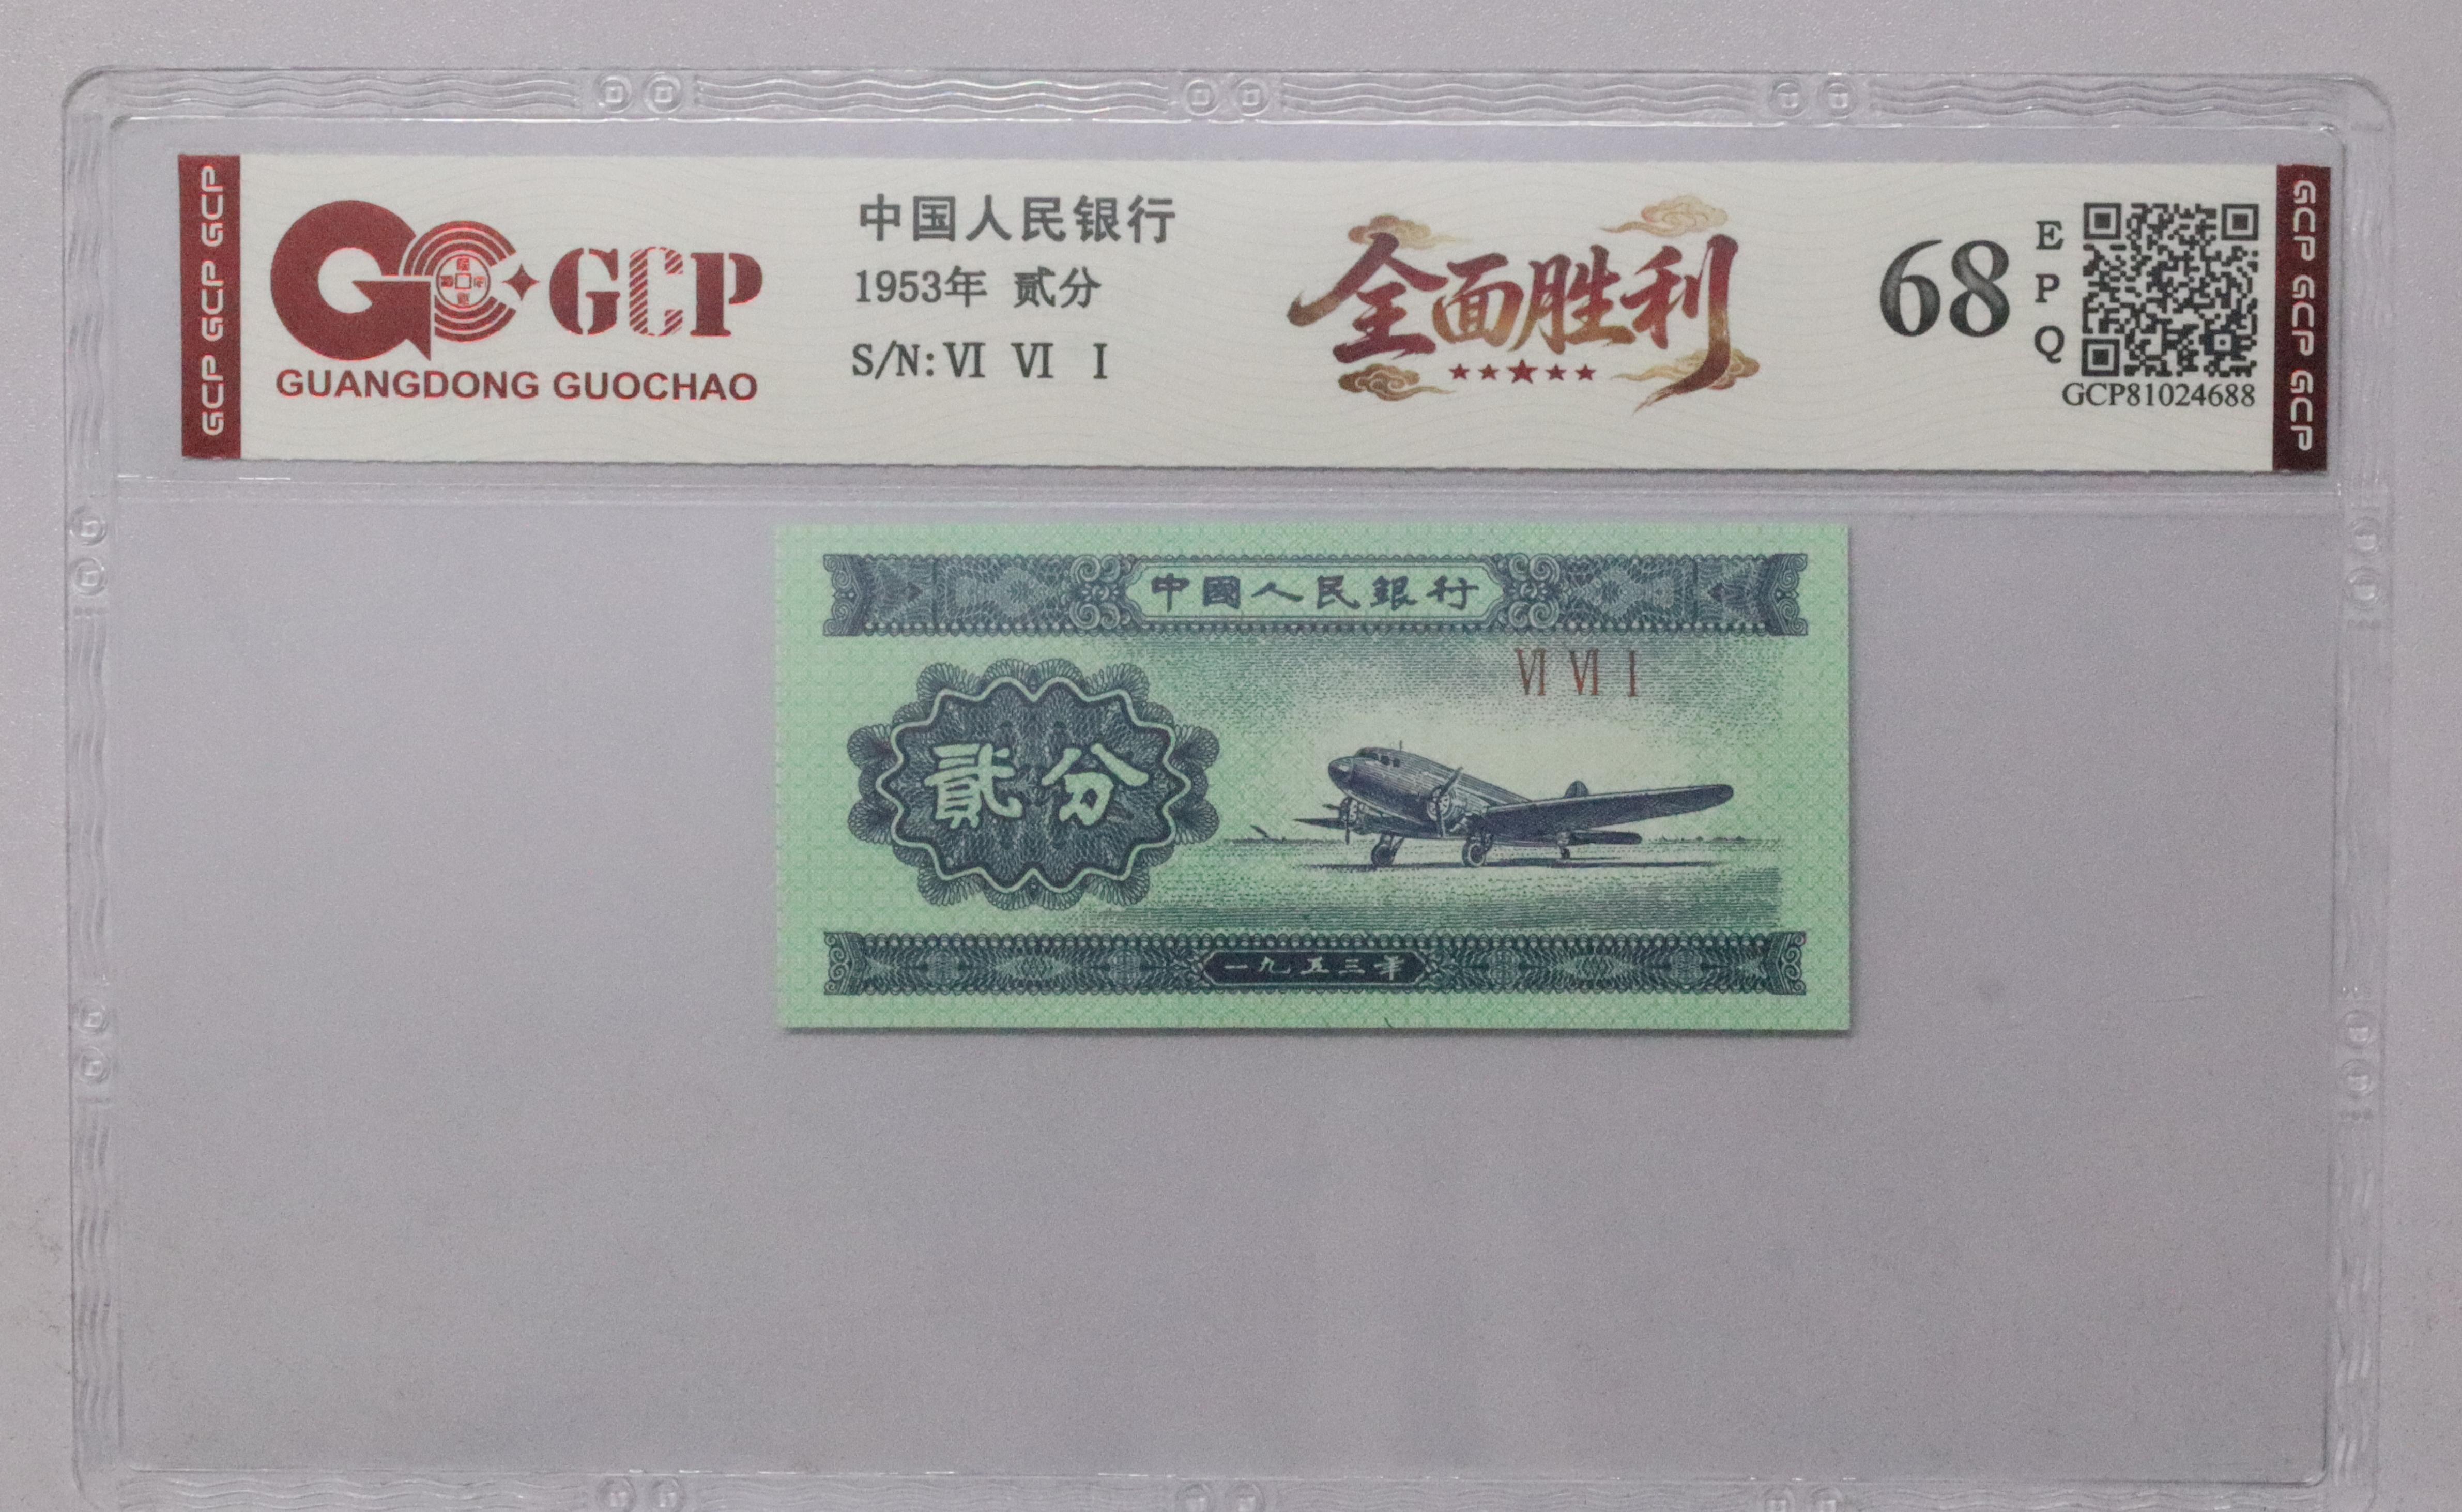 GCP GCP GCP
GCP
GUANGDONG GUOCHAO
中国人民银行
1953年 贰分
S/N: VI VI I
全面胜利
68
E
P
Q
GCP81024688
GCP GCP GCP GCP
中國人民銀行
VI VI I
貳分
一九五三年